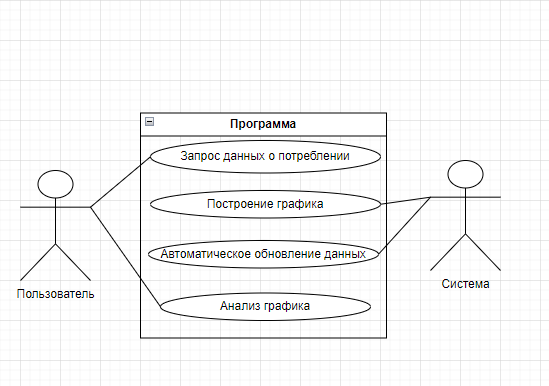 Программа
Запрос данных о потреблении
Построение графика
Автоматическое обновление данных
Анализ графика
Пользователь
Система